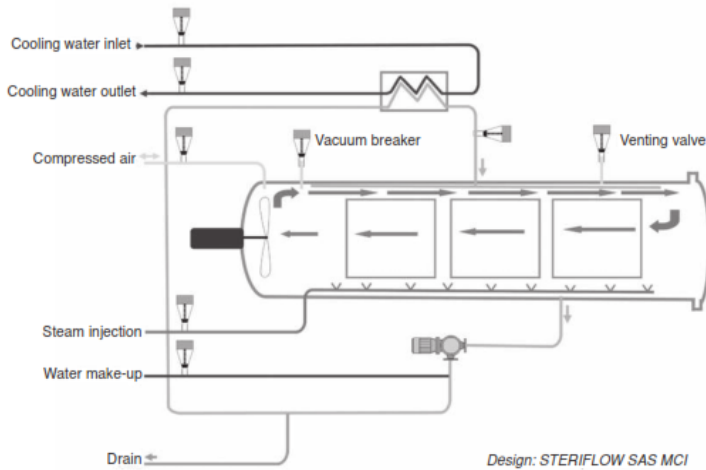 Cooling water inlet
Cooling water outlet
Vacuum breaker
Venting valve
Compressed air
Steam injection
Water make-up
Drain
Design: STERIFLOW SAS MCI